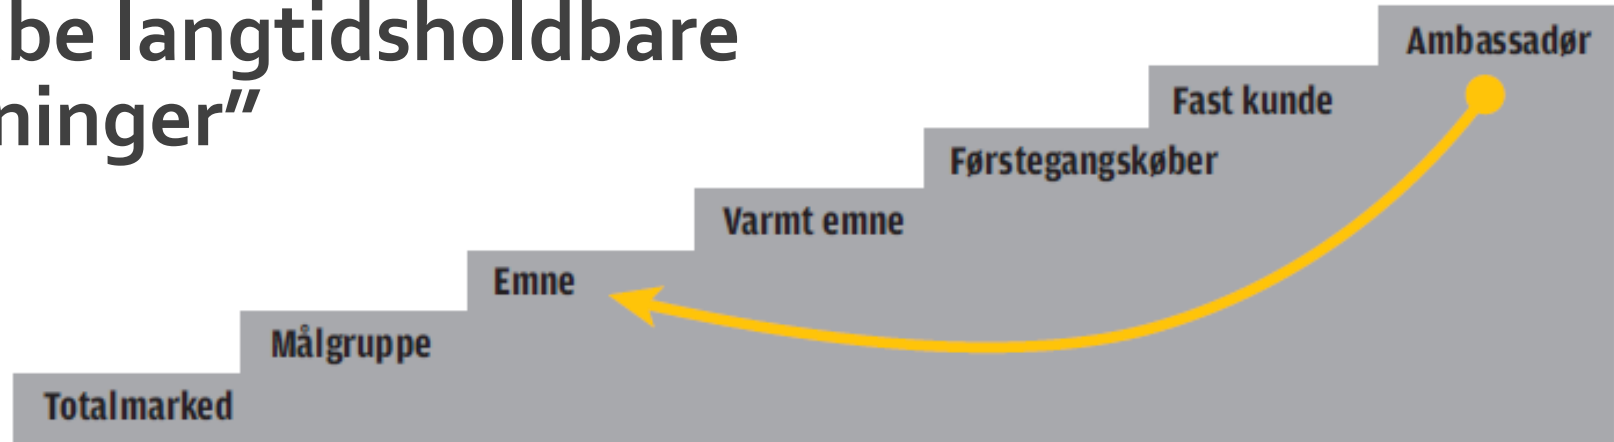 be langtidsholdbare
ninger”
Ambassadør
Fast kunde
Førstegangskøber
Varmt emne
Emne
Målgruppe
Totalmarked